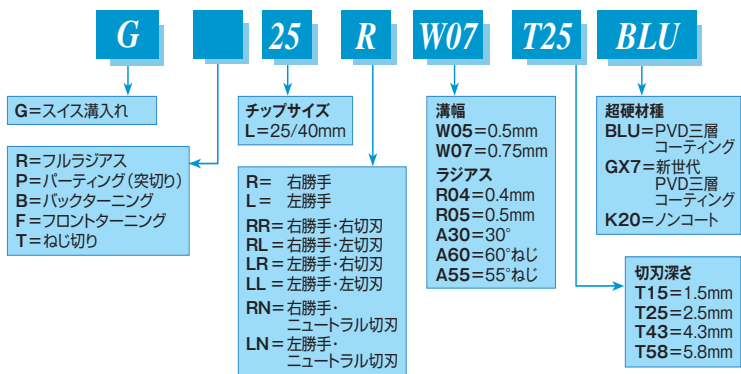 G 25 R W07 T25 BLU
G=スイス溝入れ
R=フルラジアス
P=パーティング(突切り)
B=バックターニング
F=フロントターニング
T=ねじ切り
チップサイズ
L=25/40mm
R= 右勝手
L= 左勝手
RR=右勝手・右切刃
RL=右勝手・左切刃
LR=左勝手・右切刃
LL=左勝手・左切刃
RN=右勝手・
ニュートラル切刃
LN=左勝手・
ニュートラル切刃
溝幅
W05=0.5mm
W07=0.75mm
ラジアス
R04=0.4mm
R05=0.5mm
A30=30°
A60=60°ねじ
A55=55°ねじ
超硬材種
BLU=PVD三層
コーティング
GX7=新世代
PVD三層
コーティング
K20=ノンコート
切刃深さ
T15=1.5mm
T25=2.5mm
T43=4.3mm
T58=5.8mm